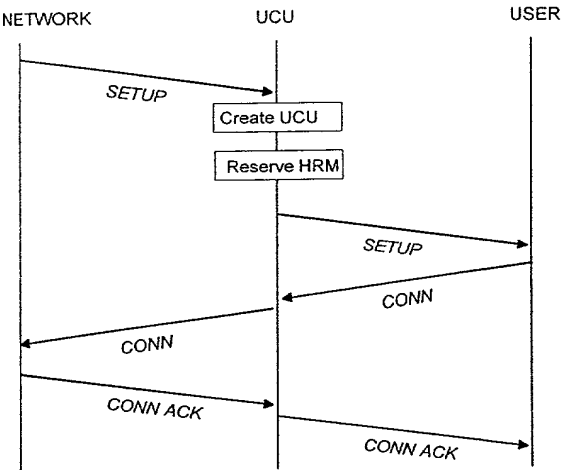 NETWORK UCU USER
SETUP
Create UCU
Reserve HRM
SETUP
CONN
CONN
CONN ACK
CONN ACK